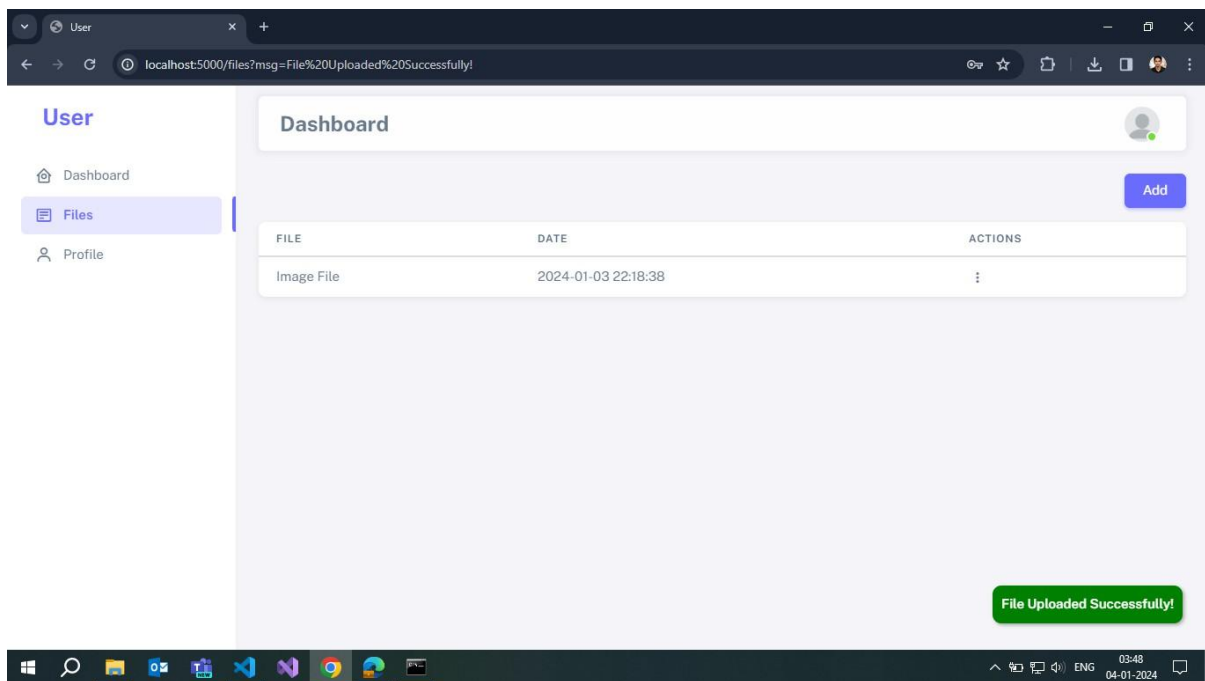 User
localhost:5000/files?msg=File%20Uploaded%20Successfully!
User
Dashboard
Dashboard
Files
Profile
Add
FILE DATE ACTIONS
Image File 2024-01-03 22:18:38
File Uploaded Successfully!
ENG 03:48
04-01-2024